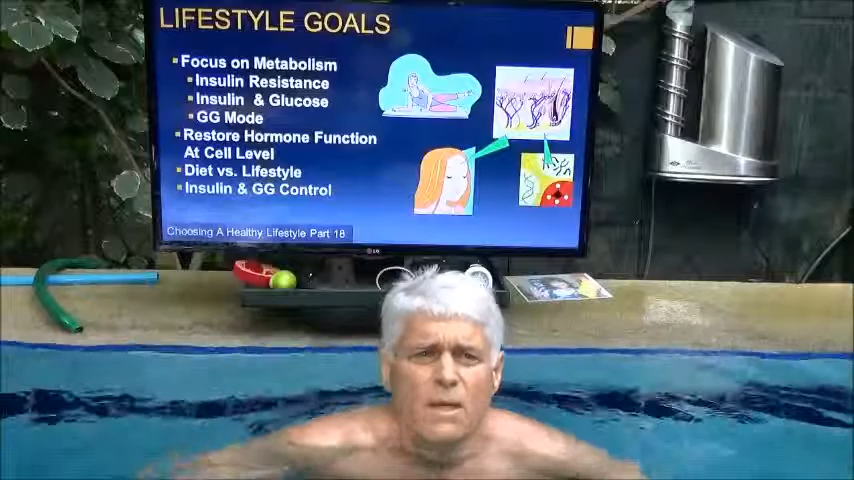 LIFESTYLE GOALS
Focus on Metabolism
Insulin Resistance
Insulin & Glucose
GG Mode
Restore Hormone Function
At Cell Level
Diet vs. Lifestyle
Insulin & GG Control
Choosing A Healthy Lifestyle Part 18
LG